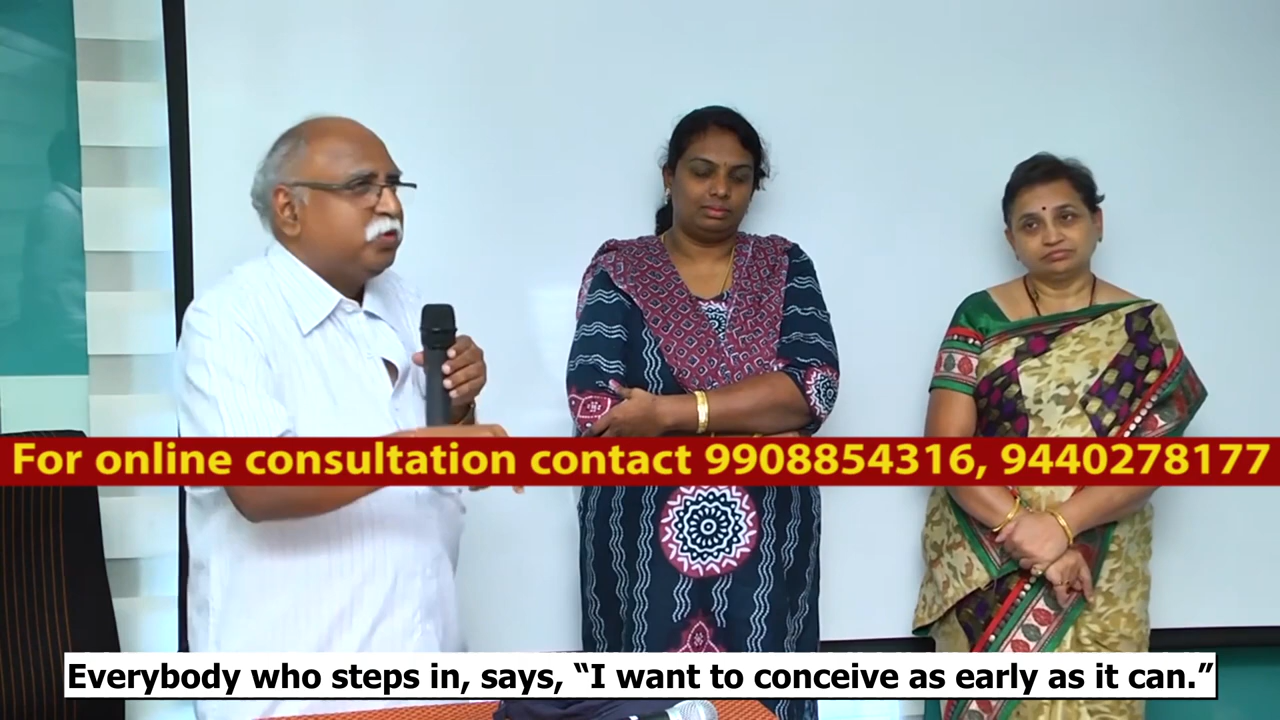 For online consultation contact 9908854316, 9440278177
Everybody who steps in, says, “I want to conceive as early as it can.”